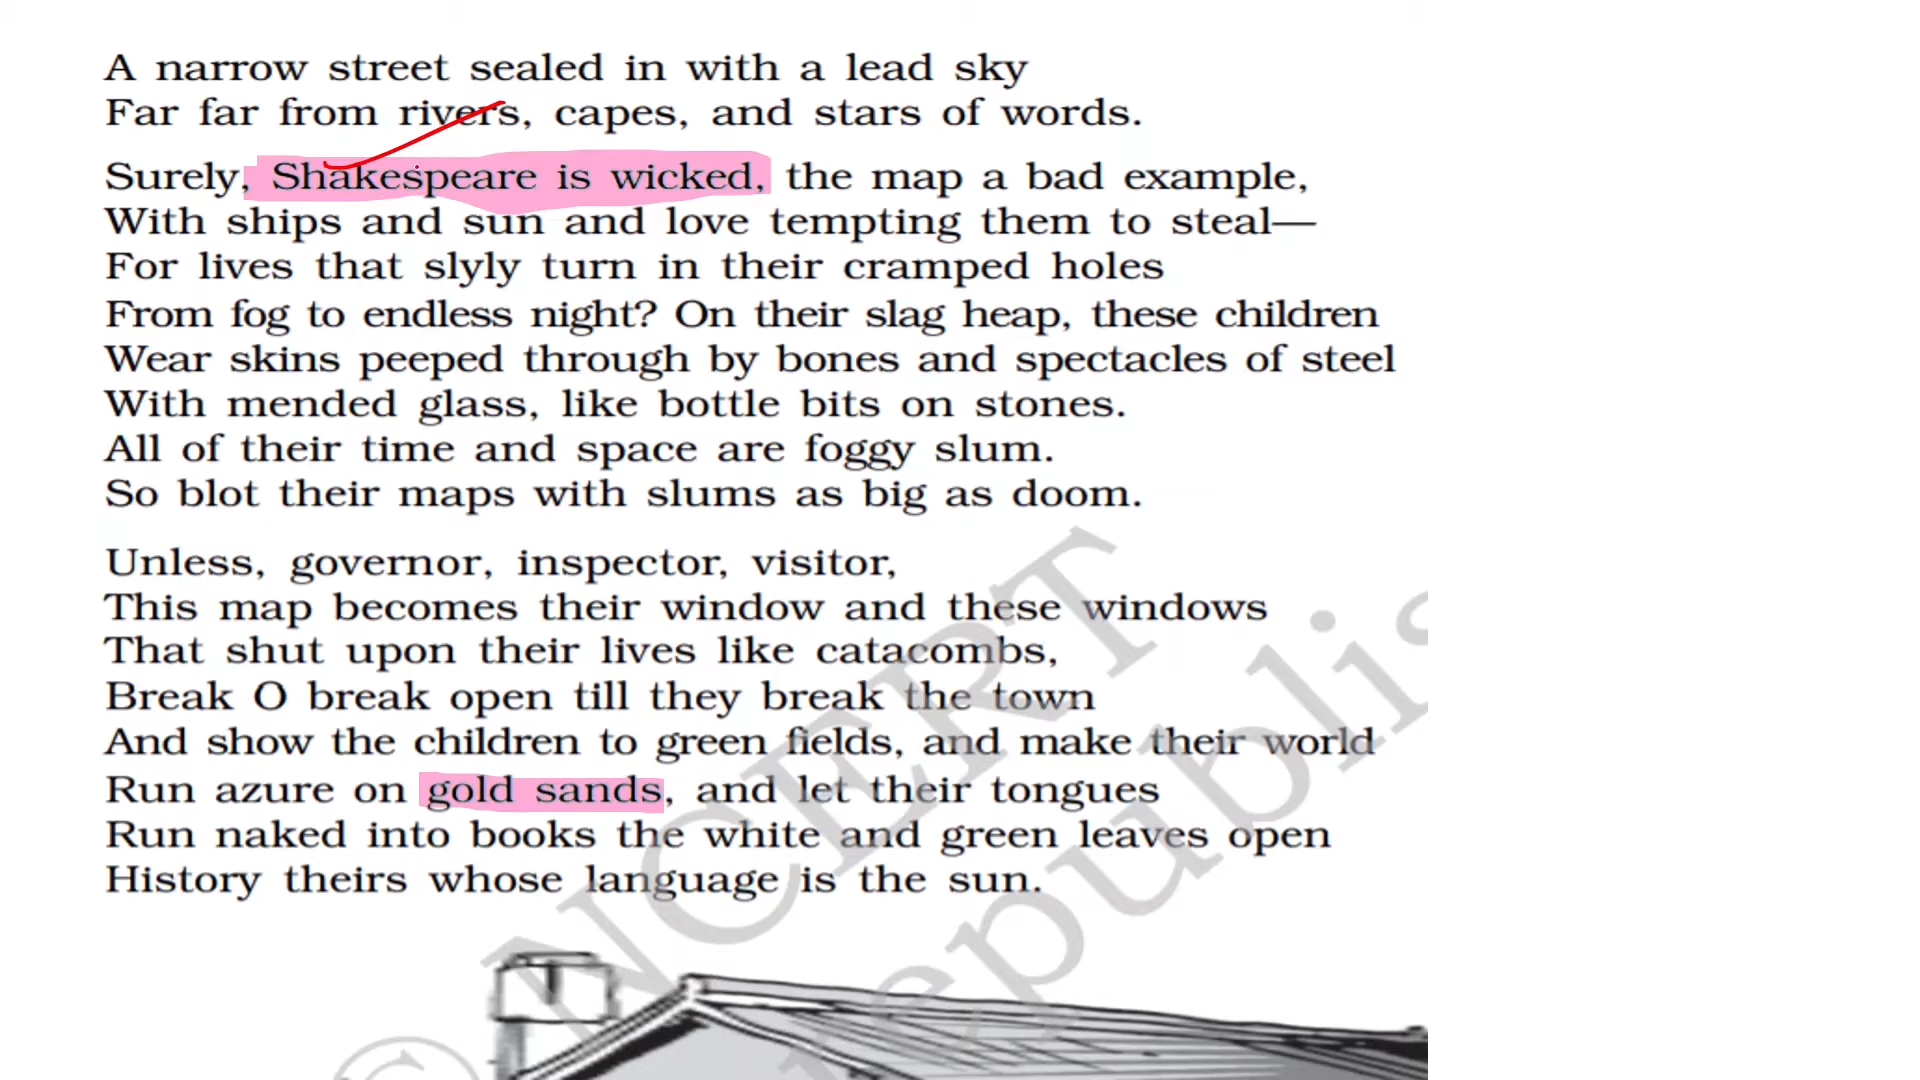 A narrow street sealed in with a lead sky
Far far from rivers, capes, and stars of words.
Surely, Shakespeare is wicked, the map a bad example,
With ships and sun and love tempting them to steal—
For lives that slyly turn in their cramped holes
From fog to endless night? On their slag heap, these children
Wear skins peeped through by bones and spectacles of steel
With mended glass, like bottle bits on stones.
All of their time and space are foggy slum.
So blot their maps with slums as big as doom.
Unless, governor, inspector, visitor,
This map becomes their window and these windows
That shut upon their lives like catacombs,
Break O break open till they break the town
And show the children to green fields, and make their world
Run azure on gold sands, and let their tongues
Run naked into books the white and green leaves open
History theirs whose language is the sun.
© NCERT
republis